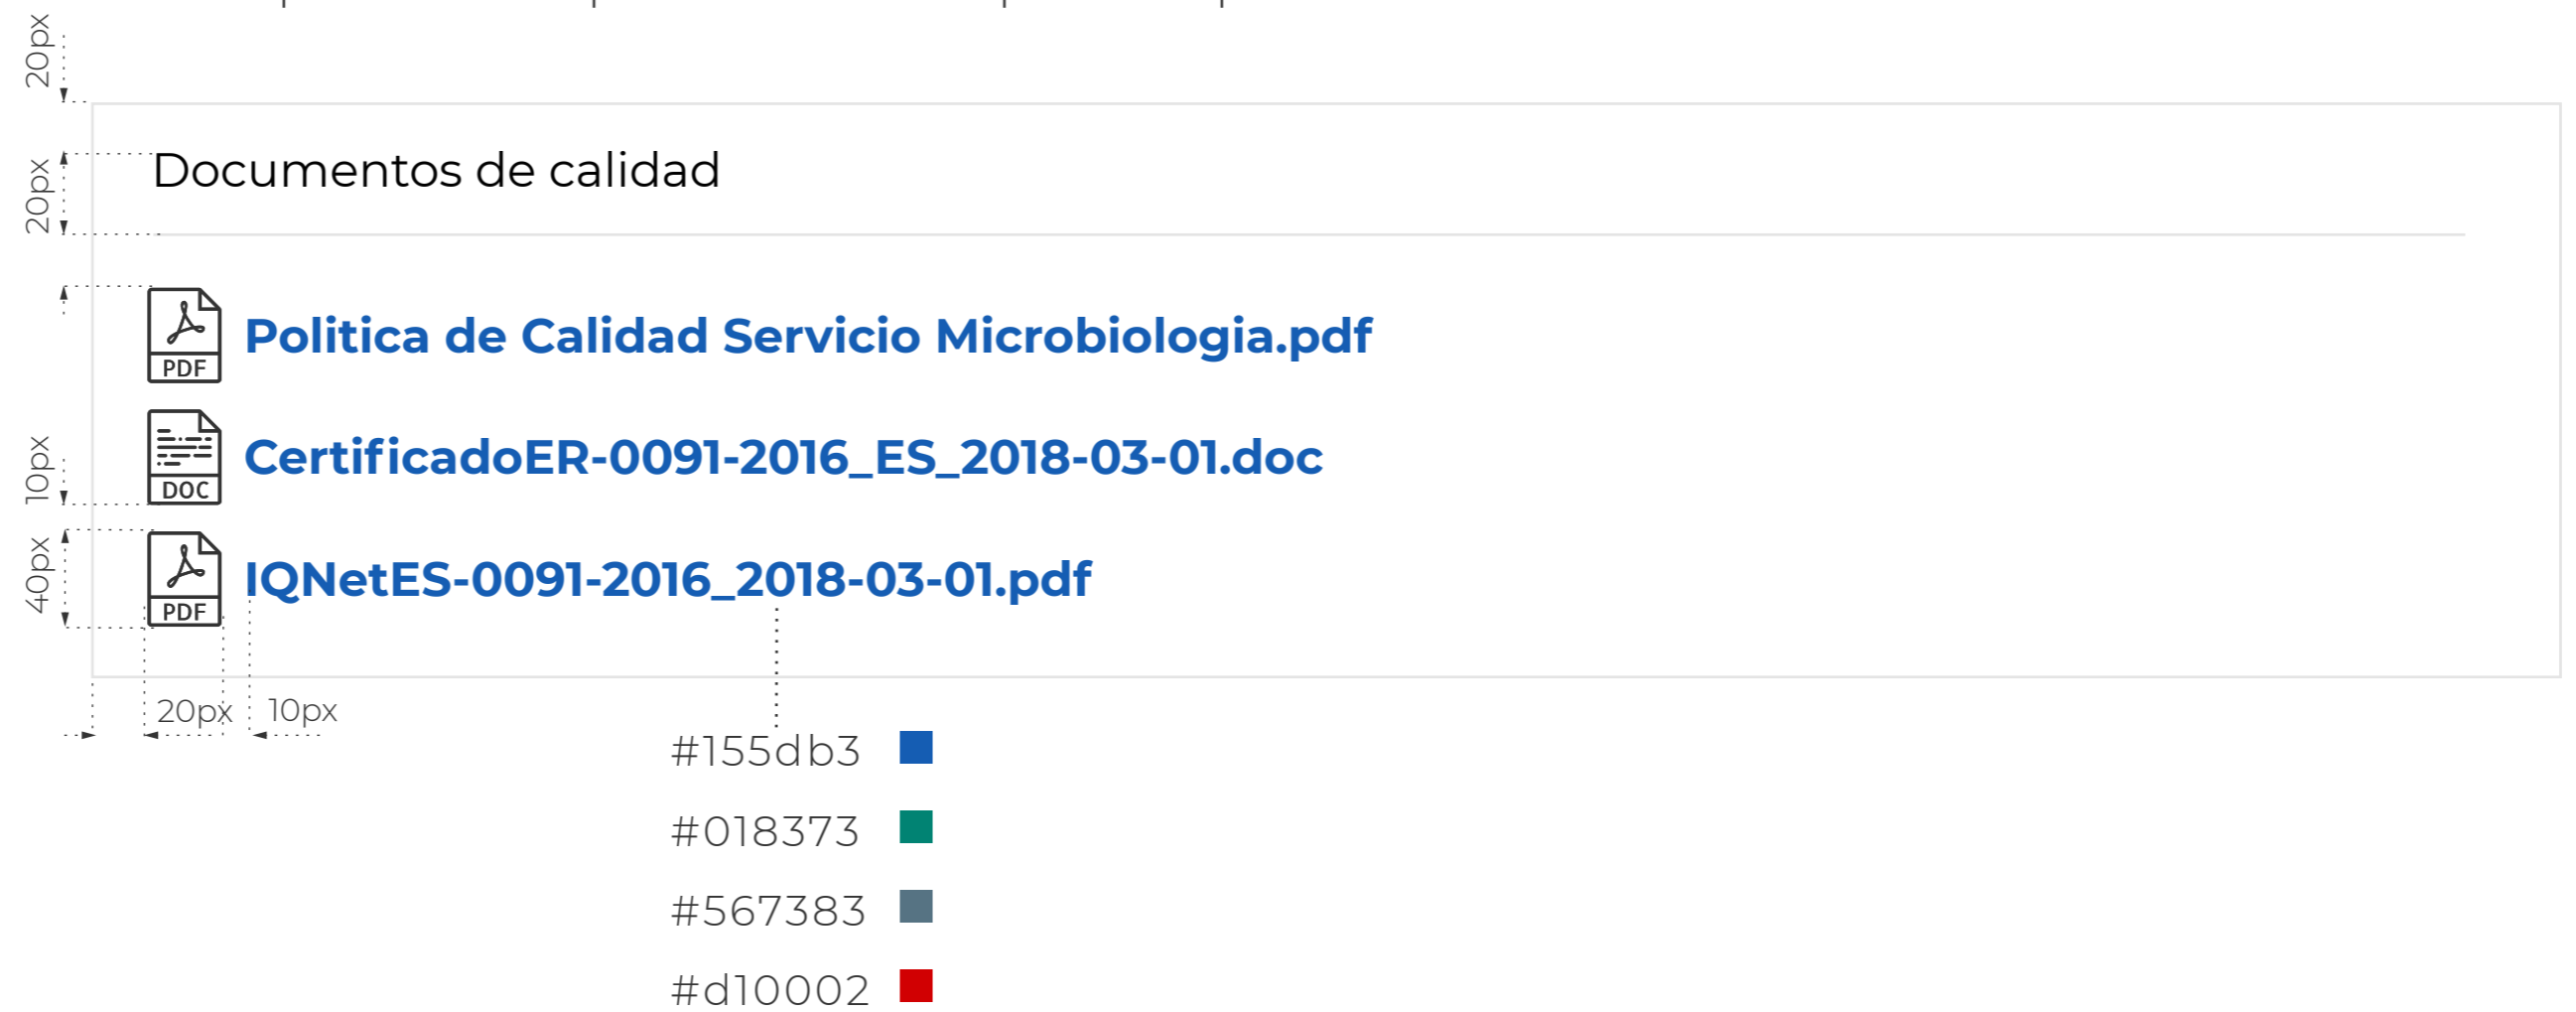 20px
Documentos de calidad
20px
Politica de Calidad Servicio Microbiologia.pdf
PDF
CertificadoER-0091-2016_ES_2018-03-01.doc
DOC
10px
IQNetES-0091-2016_2018-03-01.pdf
PDF
40px
20px 10px
#155db3
#018373
#567383
#d10002